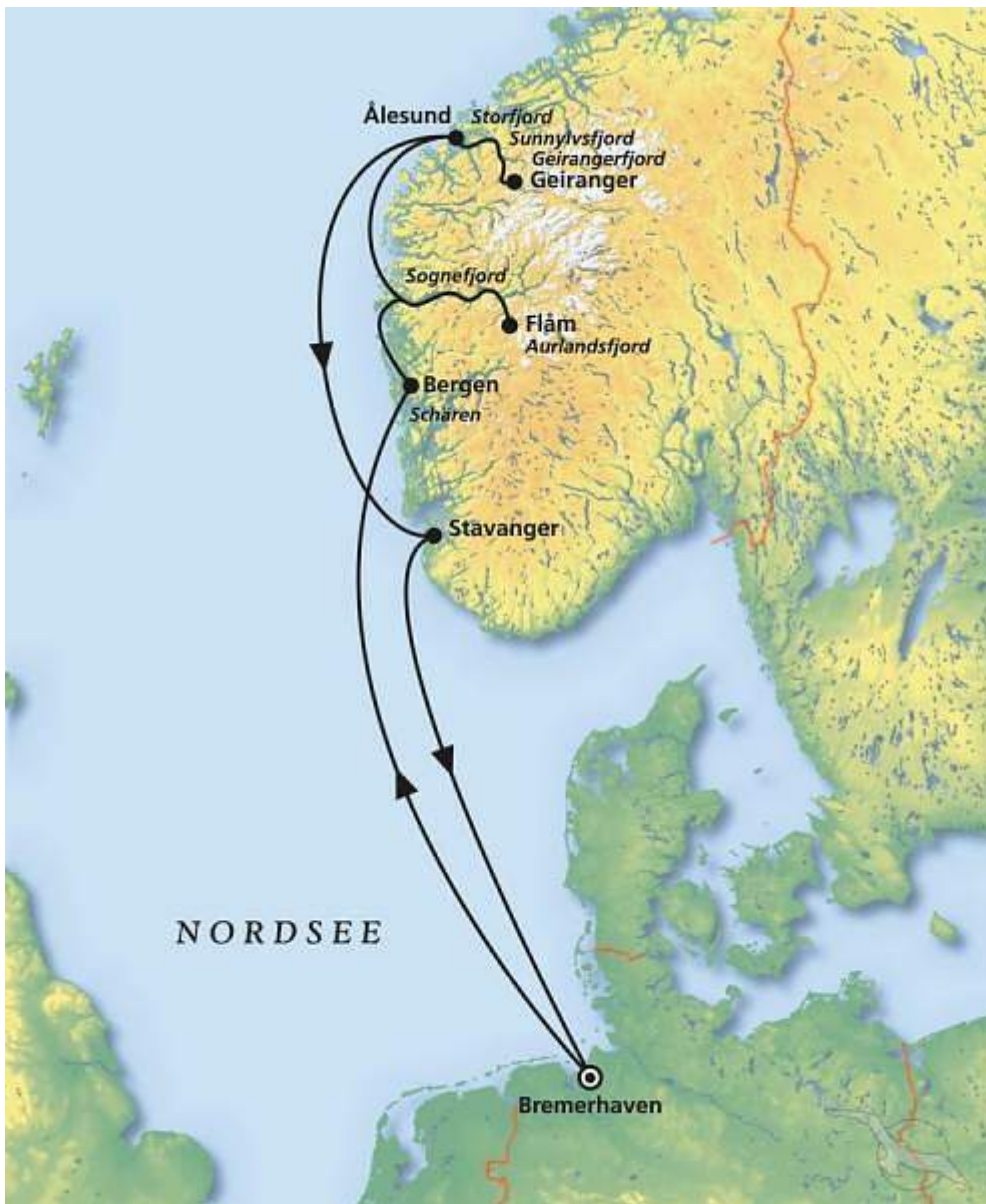 Ålesund
Storfjord
Sunnylvsfjord
Geirangerfjord
Geiranger
Sognefjord
Flåm
Aurlandsfjord
Bergen
Schären
Stavanger
NORDSEE
Bremerhaven